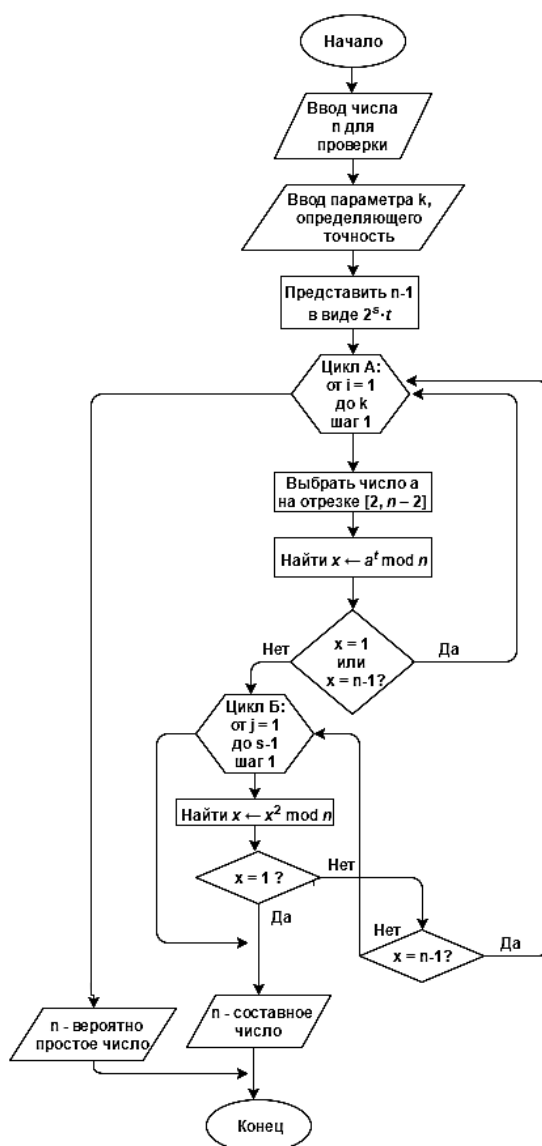 Начало
Ввод числа
n для
проверки
Ввод параметра k,
определяющего
точность
Представить n-1
в виде 2ˢ·t
Цикл А:
от i = 1
до k
шаг 1
Выбрать число а
на отрезке [2, n – 2]
Найти x ← aᵗ mod n
x = 1
или
x = n-1?
Нет
Да
Цикл Б:
от j = 1
до s-1
шаг 1
Найти x ← x² mod n
x = 1 ?
Нет
Да
x = n-1?
Нет
Да
n - вероятно
простое число
n - составное
число
Конец